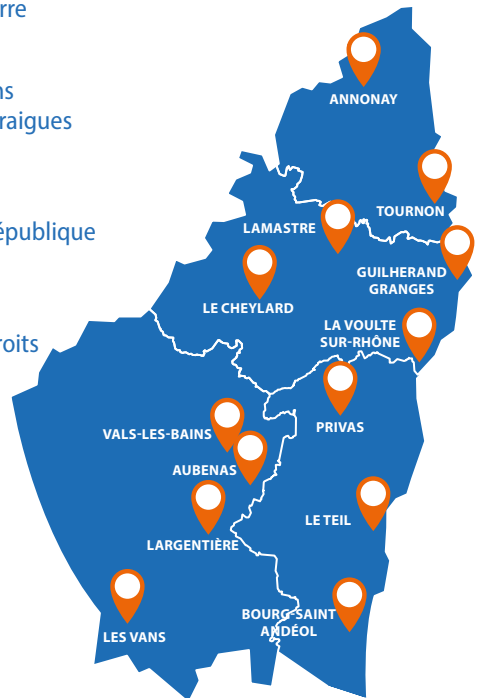 rre
ns
raigues
épublique
roits
ANNONAY
TOURNON
LAMASTRE
GUILHERAND
GRANGES
LE CHEYLARD
LA VOULTE
SUR-RHÔNE
PRIVAS
VALS-LES-BAINS
AUBENAS
LE TEIL
LARGENTIÈRE
BOURG-SAINT
ANDÉOL
LES VANS